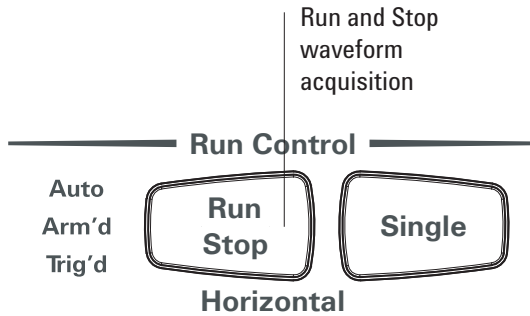 Run and Stop
waveform
acquisition
Run Control
Auto
Arm'd
Trig'd
Run
Stop
Single
Horizontal